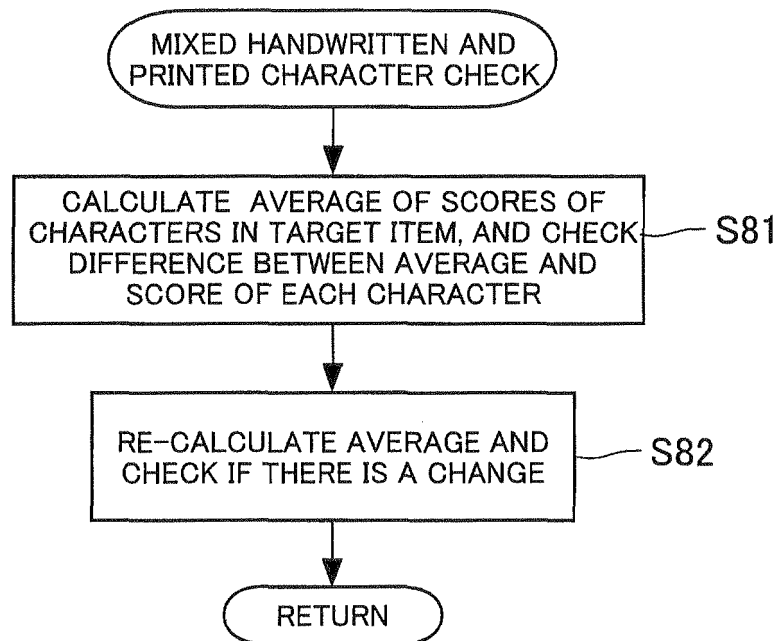 MIXED HANDWRITTEN AND
PRINTED CHARACTER CHECK
CALCULATE AVERAGE OF SCORES OF
CHARACTERS IN TARGET ITEM, AND CHECK
DIFFERENCE BETWEEN AVERAGE AND
SCORE OF EACH CHARACTER
S81
RE-CALCULATE AVERAGE AND
CHECK IF THERE IS A CHANGE
S82
RETURN